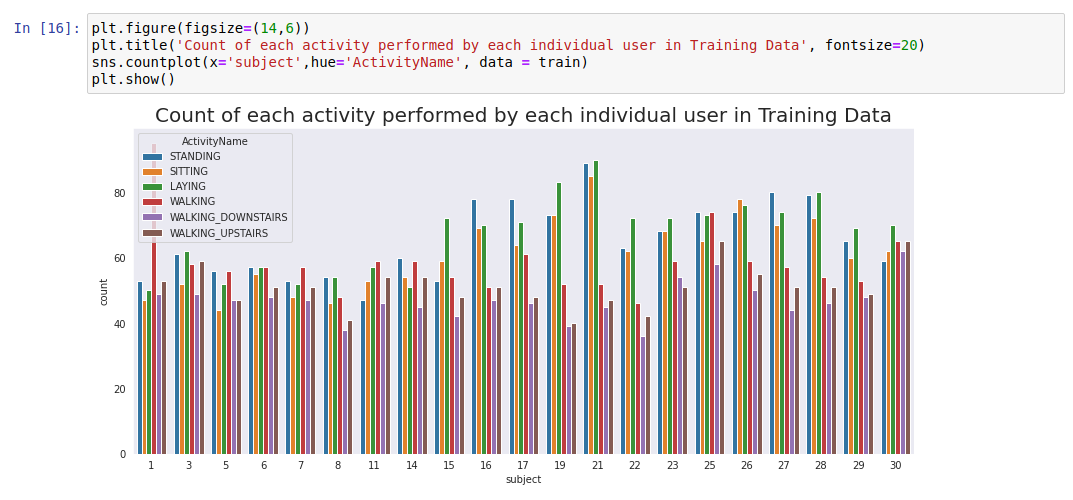 In [16]: plt.figure(figsize=(14,6))
plt.title('Count of each activity performed by each individual user in Training Data', fontsize=20)
sns.countplot(x='subject',hue='ActivityName', data = train)
plt.show()
Count of each activity performed by each individual user in Training Data
ActivityName
STANDING
SITTING
LAYING
WALKING
WALKING_DOWNSTAIRS
WALKING_UPSTAIRS
80
60
40
20
0
count
1 3 5 6 7 8 11 14 15 16 17 19 21 22 23 25 26 27 28 29 30
subject